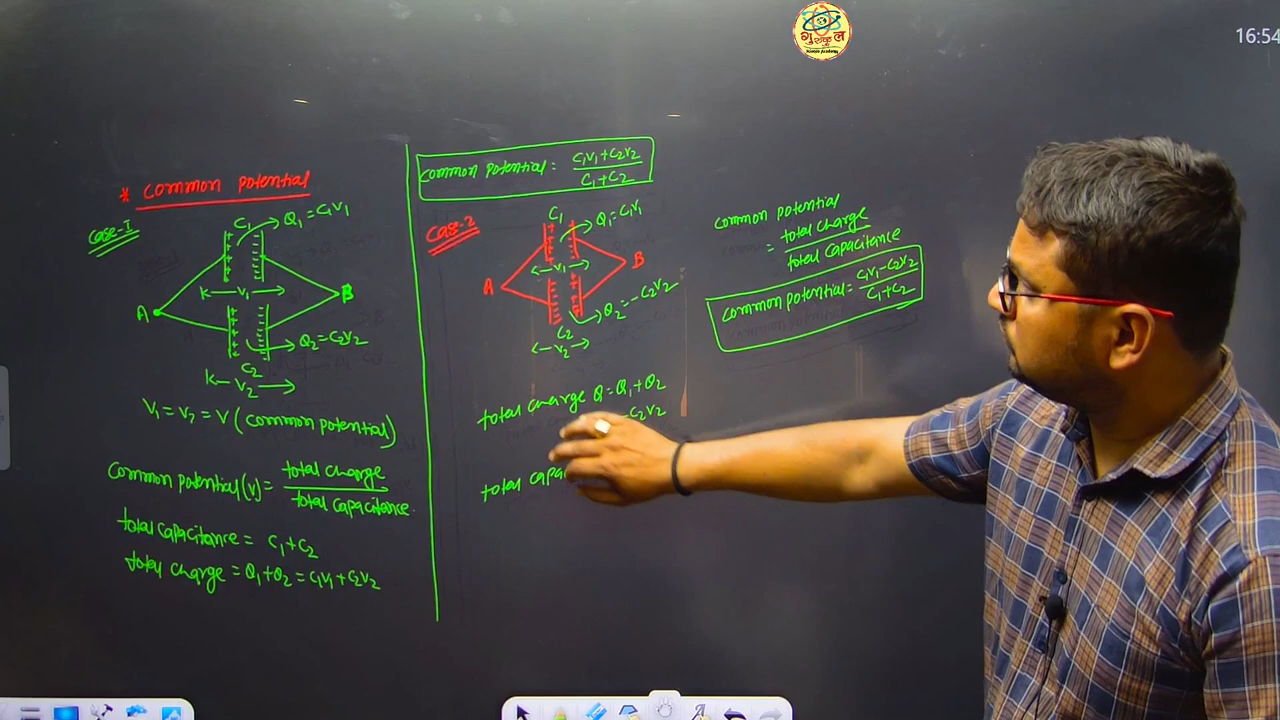 गुरुकुल
Science Academy
16:54
* Common Potential
Case-I
C₁
Q₁ = C₁V₁
A
B
V₁
Q₂ = C₂V₂
C₂
V₂
V₁ = V₂ = V (Common potential)
Common potential (V) = total charge / total capacitance
total capacitance = C₁ + C₂
total charge = Q₁ + Q₂ = C₁V₁ + C₂V₂
Common potential = C₁V₁ + C₂V₂ / C₁ + C₂
Case-2
C₁
Q₁ = C₁V₁
A
B
V₁
Q₂ = -C₂V₂
C₂
V₂
total charge Q = Q₁ + Q₂
-C₂V₂
total
Common potential
= total charge / total capacitance
Common potential = C₁V₁ - C₂V₂ / C₁ + C₂